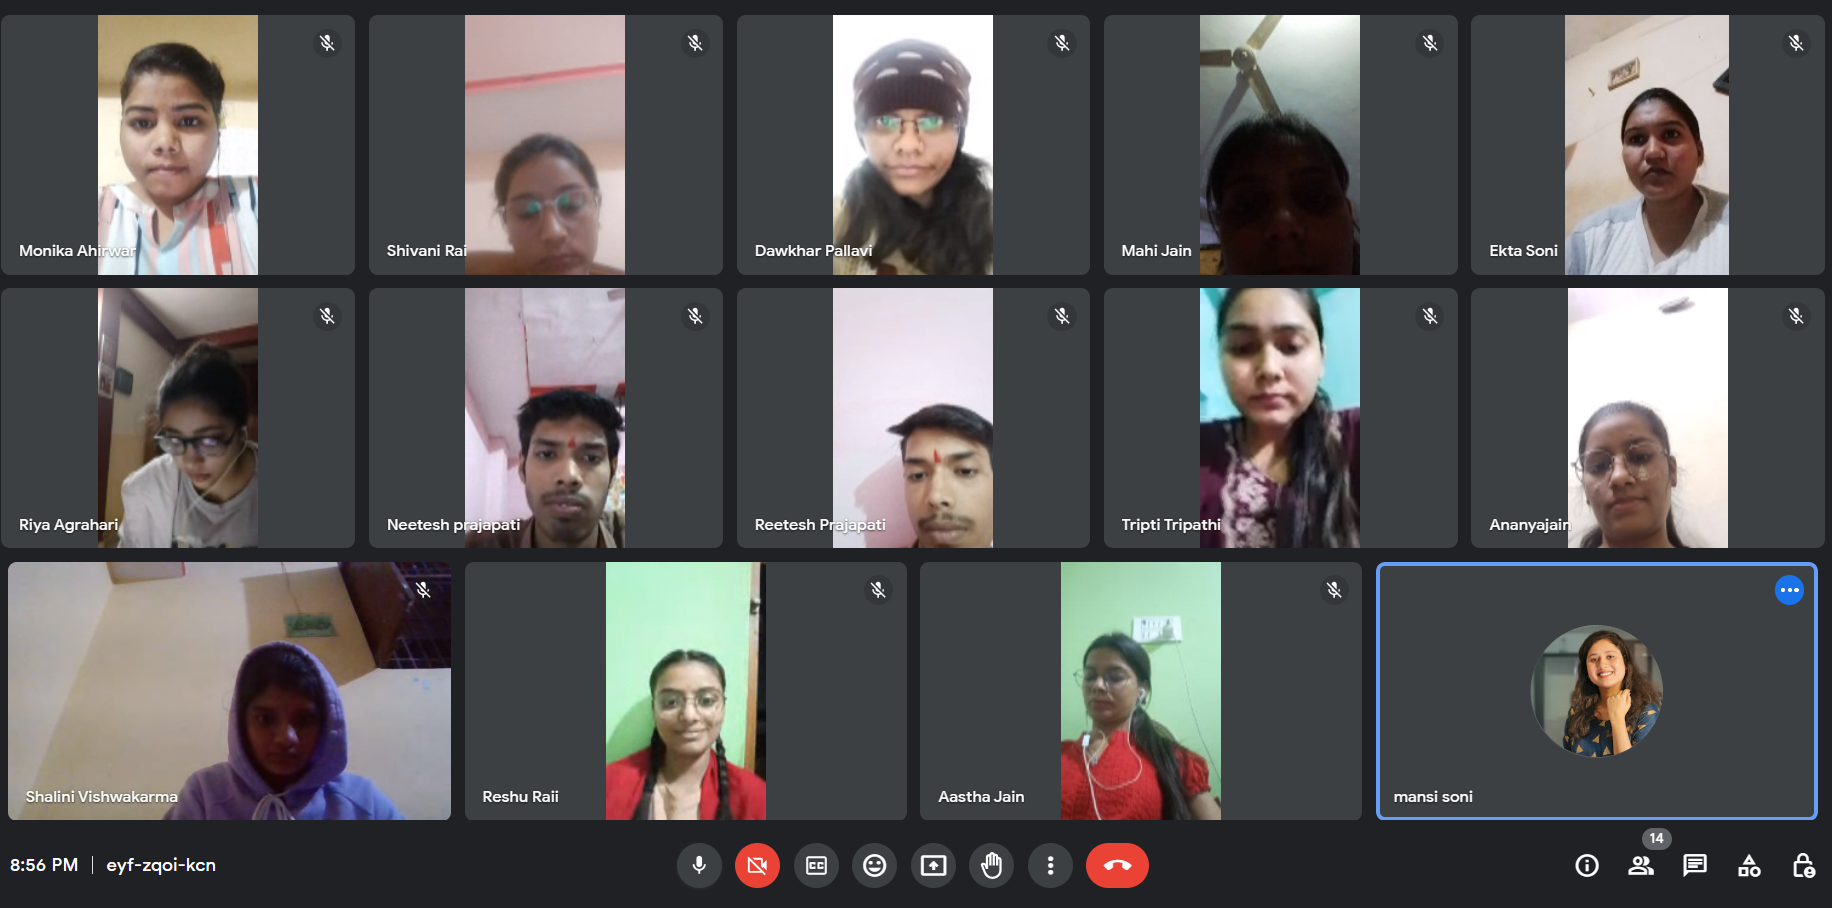 Monika Ahirwar
Shivani Rai
Dawkhar Pallavi
Mahi Jain
Ekta Soni
Riya Agrahari
Neetesh prajapati
Reetesh Prajapati
Tripti Tripathi
Ananyajain
Shalini Vishwakarma
Reshu Raii
Aastha Jain
mansi soni
14
8:56 PM | eyf-zqoi-kcn
CC